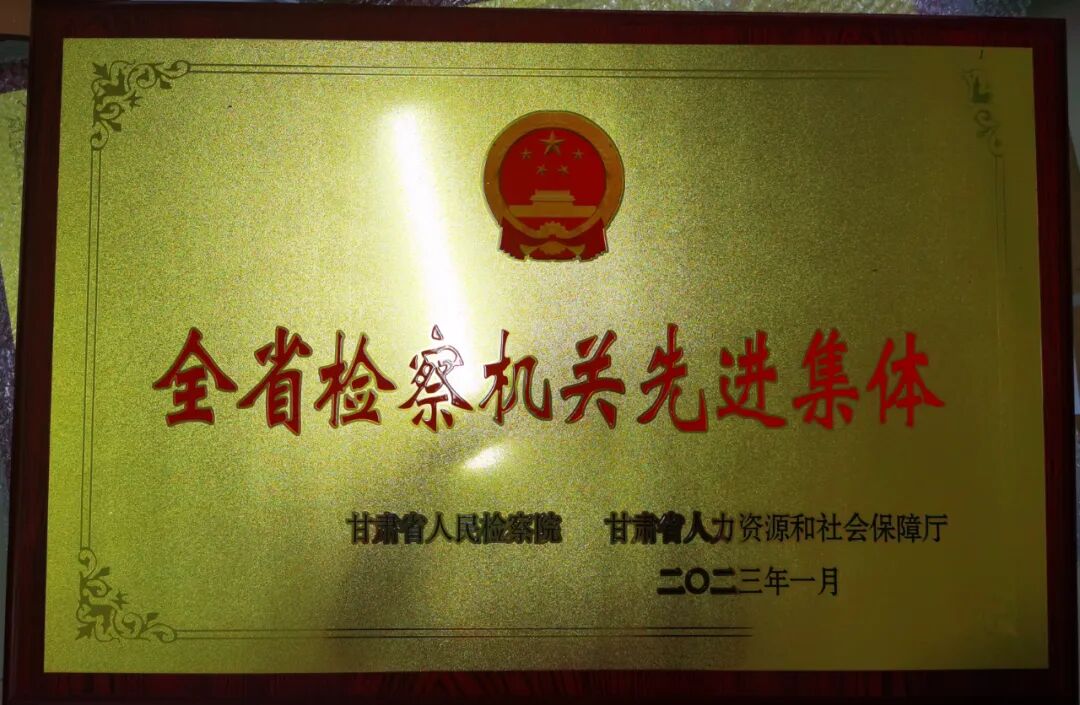 全省检察机关先进集体
甘肃省人民检察院 甘肃省人力资源和社会保障厅
二〇二三年一月